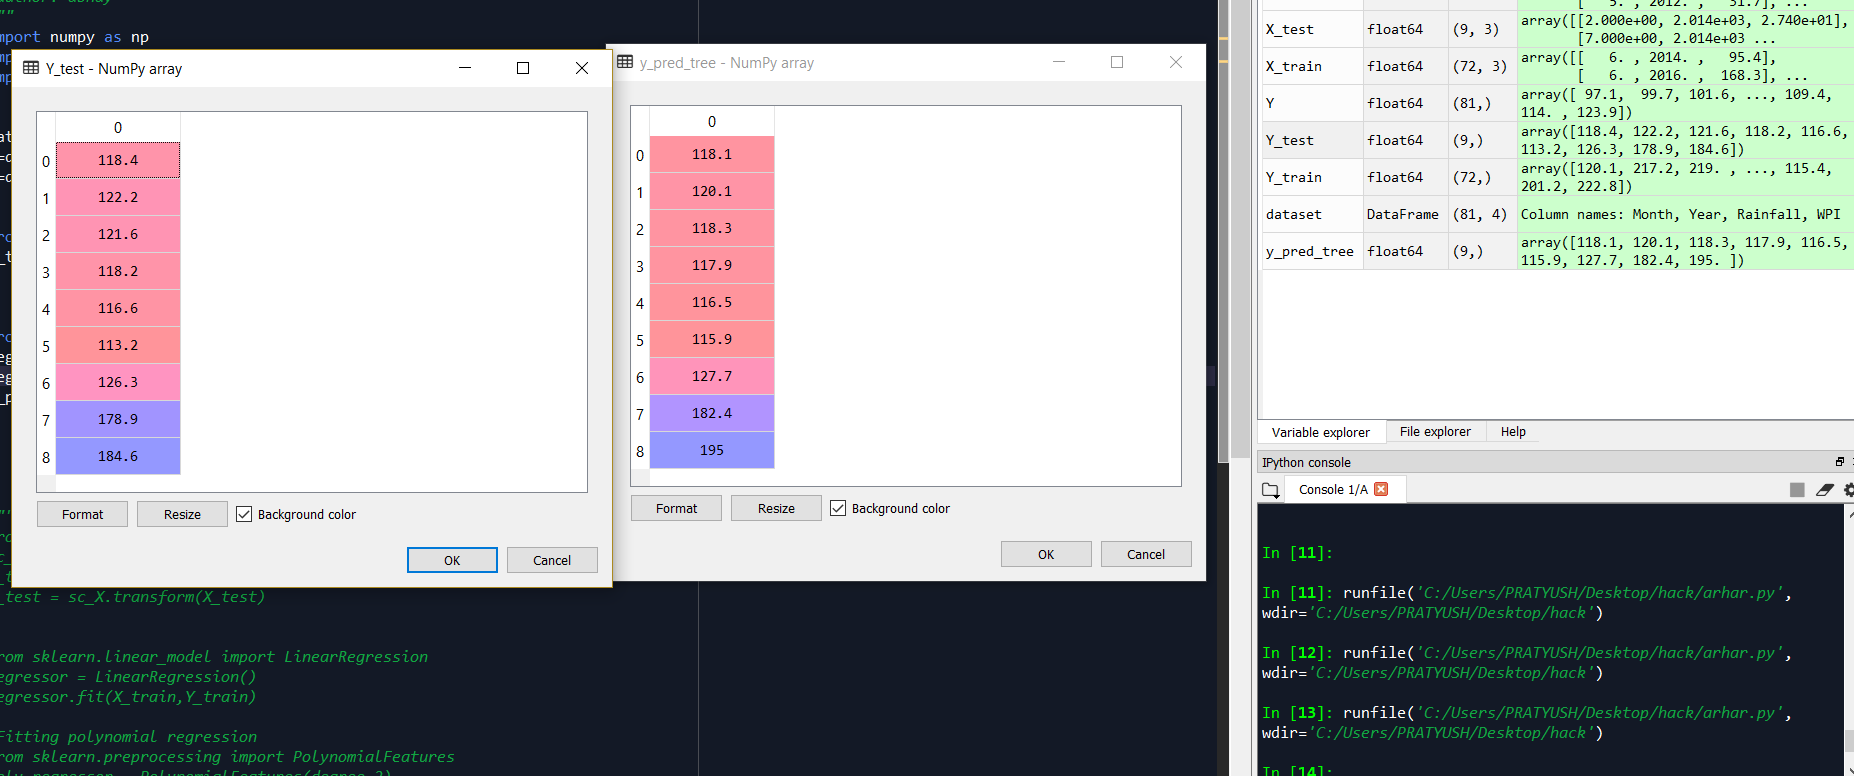 """
import numpy as np
Y_test - NumPy array
0
0 118.4
1 122.2
2 121.6
3 118.2
4 116.6
5 113.2
6 126.3
7 178.9
8 184.6
Format Resize Background color
OK Cancel
y_pred_tree - NumPy array
0
0 118.1
1 120.1
2 118.3
3 117.9
4 116.5
5 115.9
6 127.7
7 182.4
8 195
Format Resize Background color
OK Cancel
_test = sc_X.transform(X_test)
rom sklearn.linear_model import LinearRegression
egressor = LinearRegression()
egressor.fit(X_train,Y_train)
Fitting polynomial regression
rom sklearn.preprocessing import PolynomialFeatures
[ 5. , 2012. , 31.7], ...
X_test float64 (9, 3) array([[2.000e+00, 2.014e+03, 2.740e+01],
[7.000e+00, 2.014e+03 ...
X_train float64 (72, 3) array([[ 6. , 2014. , 95.4],
[ 6. , 2016. , 168.3], ...
Y float64 (81,) array([ 97.1, 99.7, 101.6, ..., 109.4,
114. , 123.9])
Y_test float64 (9,) array([118.4, 122.2, 121.6, 118.2, 116.6,
113.2, 126.3, 178.9, 184.6])
Y_train float64 (72,) array([120.1, 217.2, 219. , ..., 115.4,
201.2, 222.8])
dataset DataFrame (81, 4) Column names: Month, Year, Rainfall, WPI
y_pred_tree float64 (9,) array([118.1, 120.1, 118.3, 117.9, 116.5,
115.9, 127.7, 182.4, 195. ])
Variable explorer File explorer Help
IPython console
Console 1/A
In [11]:
In [11]: runfile('C:/Users/PRATYUSH/Desktop/hack/arhar.py',
wdir='C:/Users/PRATYUSH/Desktop/hack')
In [12]: runfile('C:/Users/PRATYUSH/Desktop/hack/arhar.py',
wdir='C:/Users/PRATYUSH/Desktop/hack')
In [13]: runfile('C:/Users/PRATYUSH/Desktop/hack/arhar.py',
wdir='C:/Users/PRATYUSH/Desktop/hack')
In [14]: